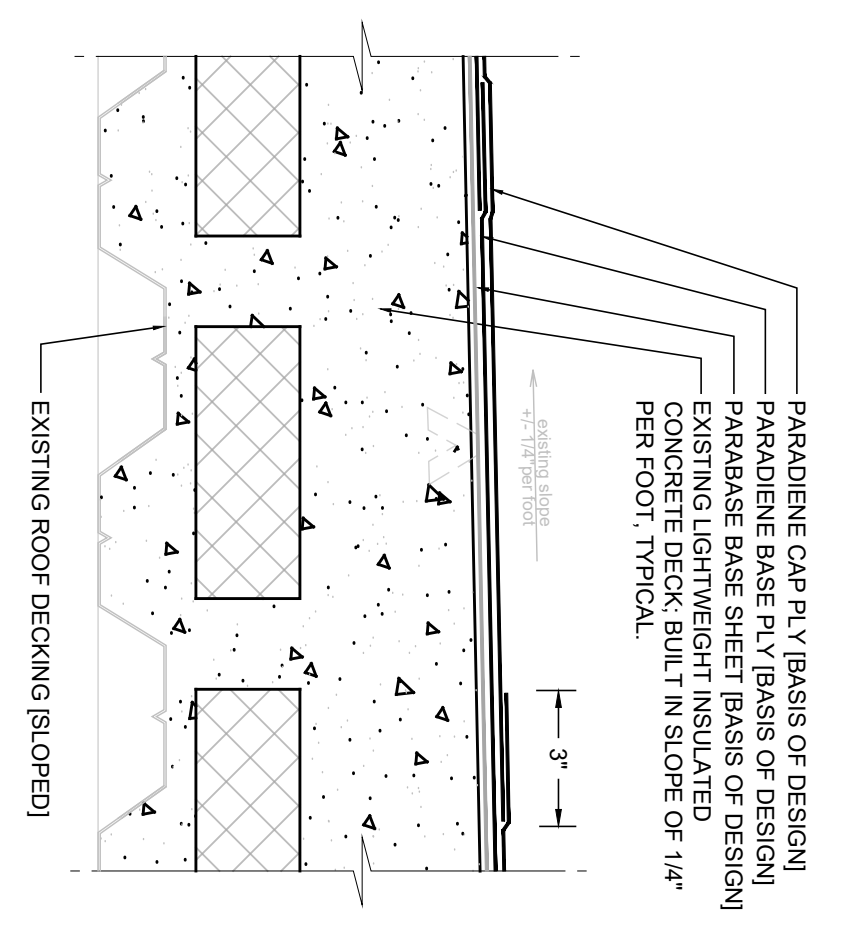 PARADIENE CAP PLY [BASIS OF DESIGN]
PARADIENE BASE PLY [BASIS OF DESIGN]
PARABASE BASE SHEET [BASIS OF DESIGN]
EXISTING LIGHTWEIGHT INSULATED
CONCRETE DECK; BUILT IN SLOPE OF 1/4"
PER FOOT, TYPICAL.
existing slope
+/- 1/4"per foot
3"
EXISTING ROOF DECKING [SLOPED]